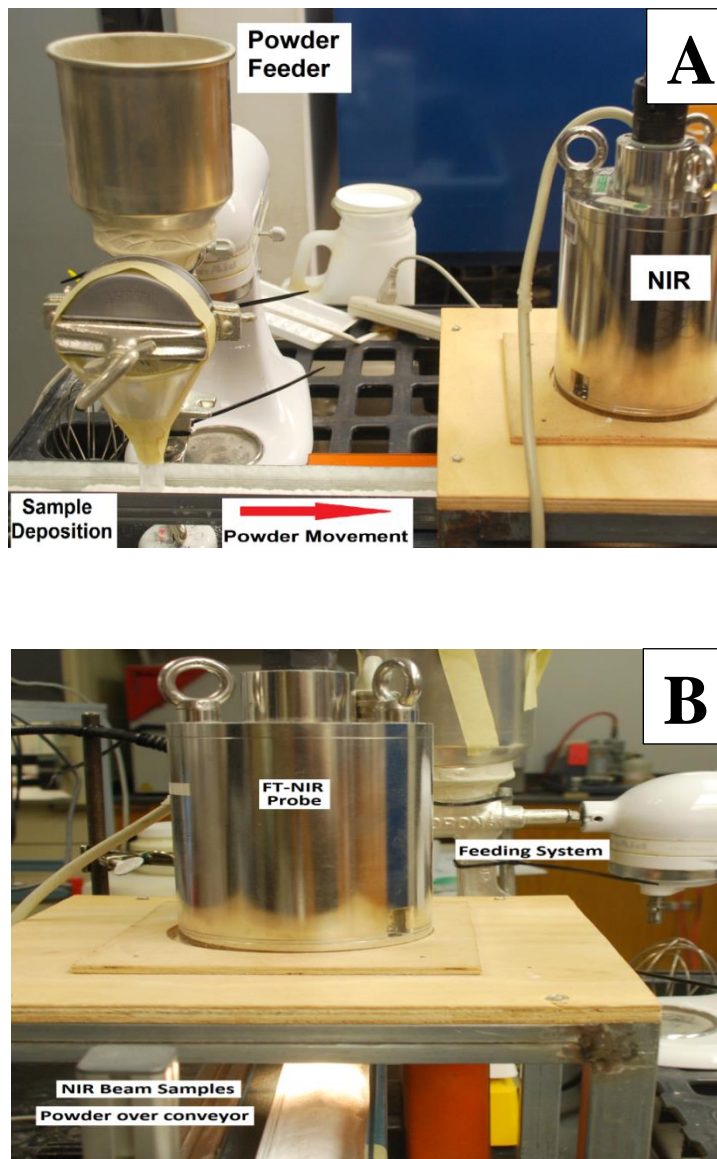 Powder
Feeder
A
NIR
Sample
Deposition
Powder Movement
B
FT-NIR
Probe
Feeding System
NIR Beam Samples
Powder over conveyor